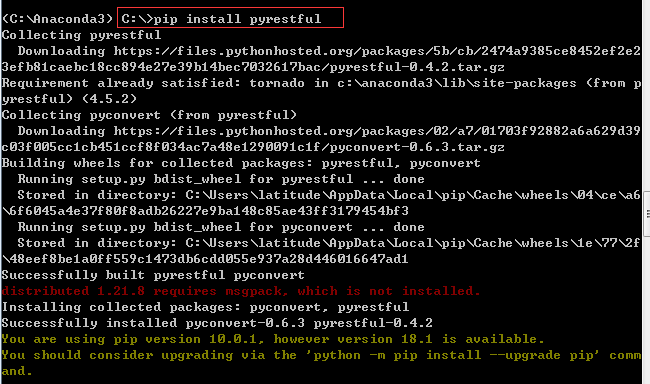 (C:\Anaconda3) C:\>pip install pyrestful
Collecting pyrestful
  Downloading https://files.pythonhosted.org/packages/5b/cb/2474a9385ce8452ef2e2
3efb81caebc18cc894e27e39b14bec7032617bac/pyrestful-0.4.2.tar.gz
Requirement already satisfied: tornado in c:\anaconda3\lib\site-packages (from p
yrestful) (4.5.2)
Collecting pyconvert (from pyrestful)
  Downloading https://files.pythonhosted.org/packages/02/a7/01703f92882a6a629d39
c03f005cc1cb451ccf8f034ac7a48e1290091c1f/pyconvert-0.6.3.tar.gz
Building wheels for collected packages: pyrestful, pyconvert
  Running setup.py bdist_wheel for pyrestful ... done
  Stored in directory: C:\Users\latitude\AppData\Local\pip\Cache\wheels\04\ce\a6
\6f6045a4e37f80f8adb26227e9ba148c85ae43ff3179454bf3
  Running setup.py bdist_wheel for pyconvert ... done
  Stored in directory: C:\Users\latitude\AppData\Local\pip\Cache\wheels\1e\77\2f
\48eef8be1a0ff559c1473db6cdd055e937a28d446016647ad1
Successfully built pyrestful pyconvert
distributed 1.21.8 requires msgpack, which is not installed.
Installing collected packages: pyconvert, pyrestful
Successfully installed pyconvert-0.6.3 pyrestful-0.4.2
You are using pip version 10.0.1, however version 18.1 is available.
You should consider upgrading via the 'python -m pip install --upgrade pip' comm
and.